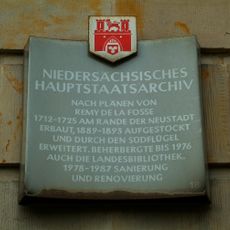 NIEDERSÄCHSISCHES
HAUPTSTAATSARCHIV
NACH PLÄNEN VON
REMY DE LA FOSSE
1712-1725 AM RANDE DER NEUSTADT
ERBAUT, 1889-1893 AUFGESTOCKT
UND DURCH DEN SÜDFLÜGEL
ERWEITERT. BEHERBERGTE BIS 1976
AUCH DIE LANDESBIBLIOTHEK.
1978-1987 SANIERUNG
UND RENOVIERUNG